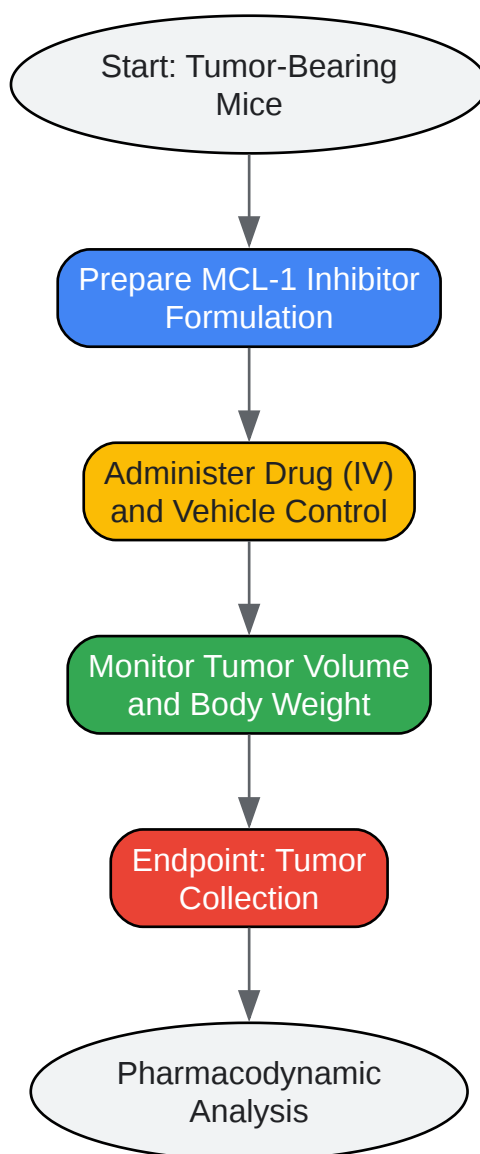 Start: Tumor-Bearing
Mice
Prepare MCL-1 Inhibitor
Formulation
Administer Drug (IV)
and Vehicle Control
Monitor Tumor Volume
and Body Weight
Endpoint: Tumor
Collection
Pharmacodynamic
Analysis